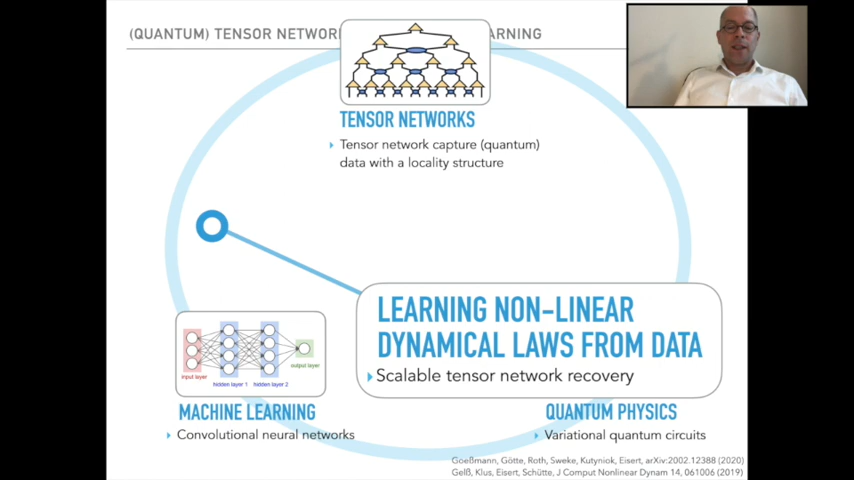 (QUANTUM) TENSOR NETWOR
ARNING
TENSOR NETWORKS
Tensor network capture (quantum)
data with a locality structure
LEARNING NON-LINEAR
DYNAMICAL LAWS FROM DATA
Scalable tensor network recovery
input layer
hidden layer 1
hidden layer 2
output layer
MACHINE LEARNING
Convolutional neural networks
QUANTUM PHYSICS
Variational quantum circuits
Goeßmann, Götte, Roth, Sweke, Kutyniok, Eisert, arXiv:2002.12388 (2020)
Gelß, Klus, Eisert, Schütte, J Comput Nonlinear Dynam 14, 061006 (2019)